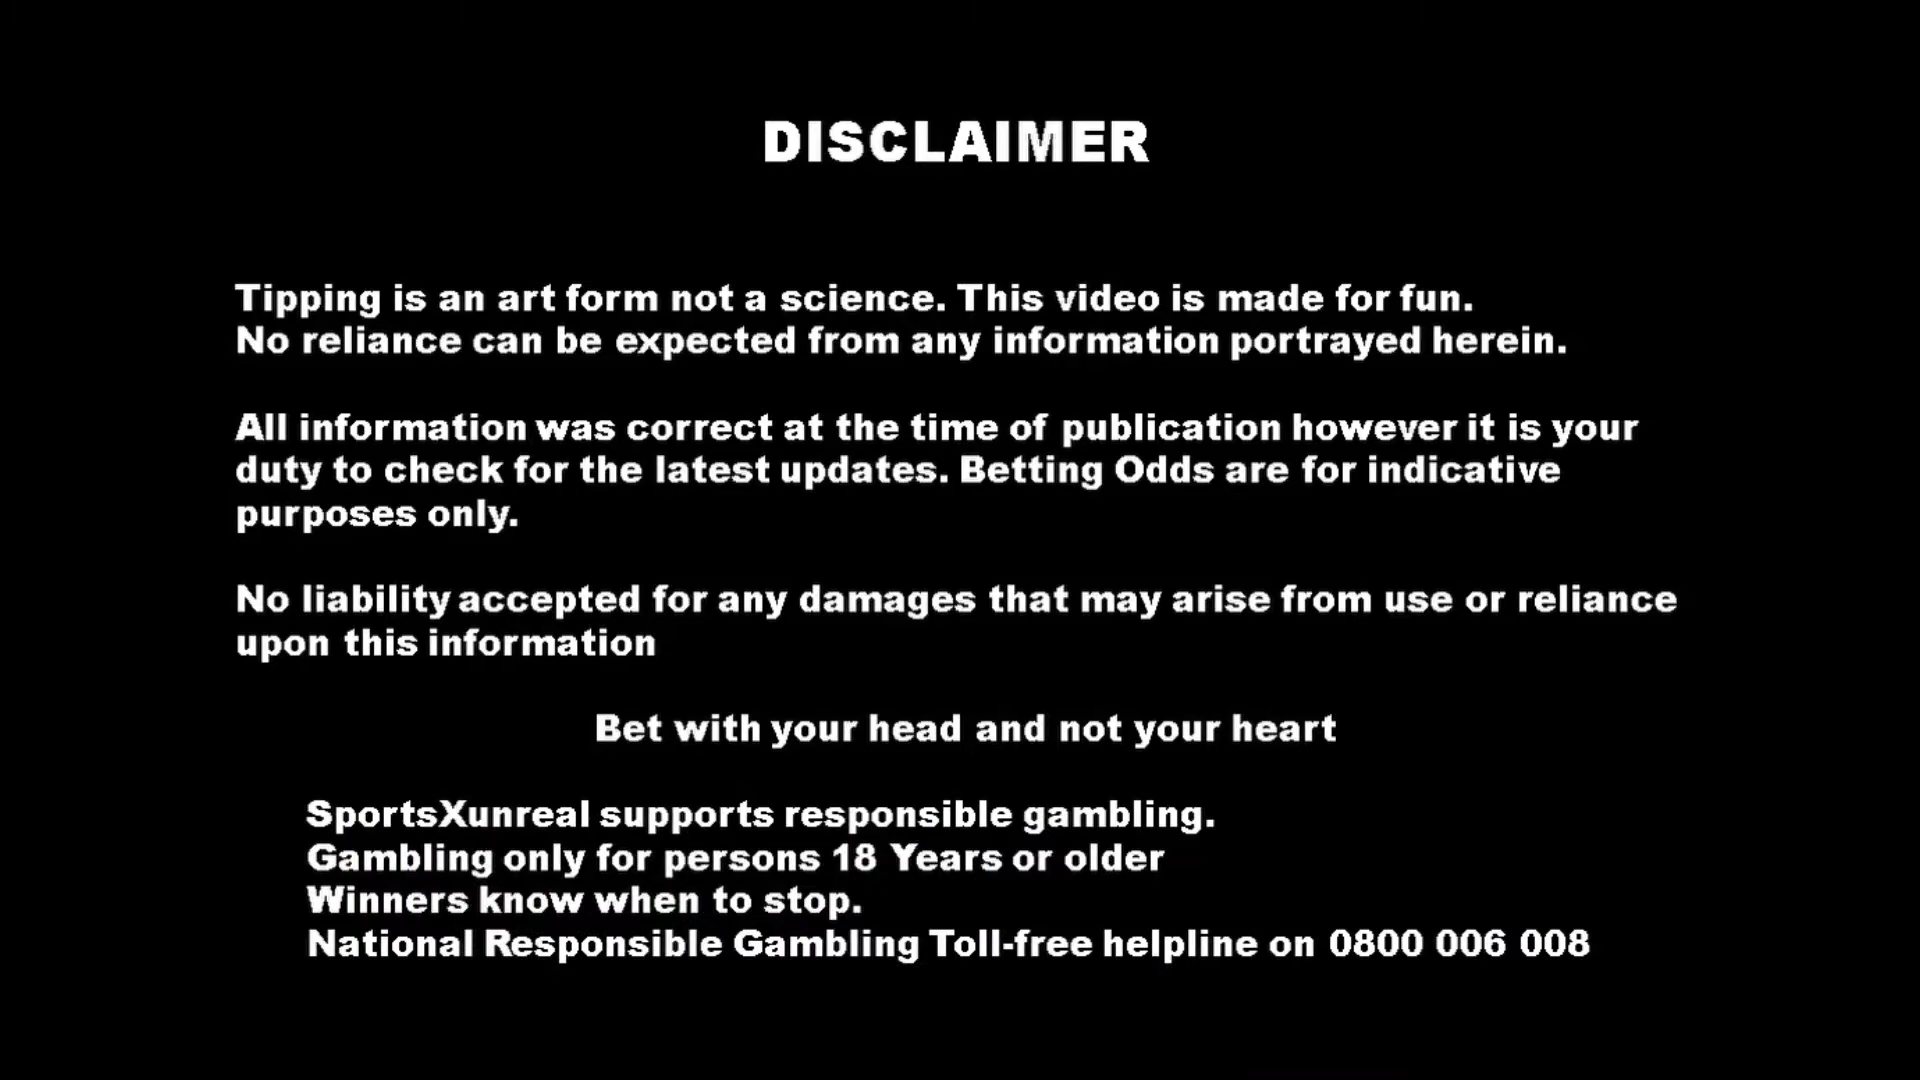 DISCLAIMER
Tipping is an art form not a science. This video is made for fun.
No reliance can be expected from any information portrayed herein.
All information was correct at the time of publication however it is your
duty to check for the latest updates. Betting Odds are for indicative
purposes only.
No liability accepted for any damages that may arise from use or reliance
upon this information
Bet with your head and not your heart
SportsXunreal supports responsible gambling.
Gambling only for persons 18 Years or older
Winners know when to stop.
National Responsible Gambling Toll-free helpline on 0800 006 008